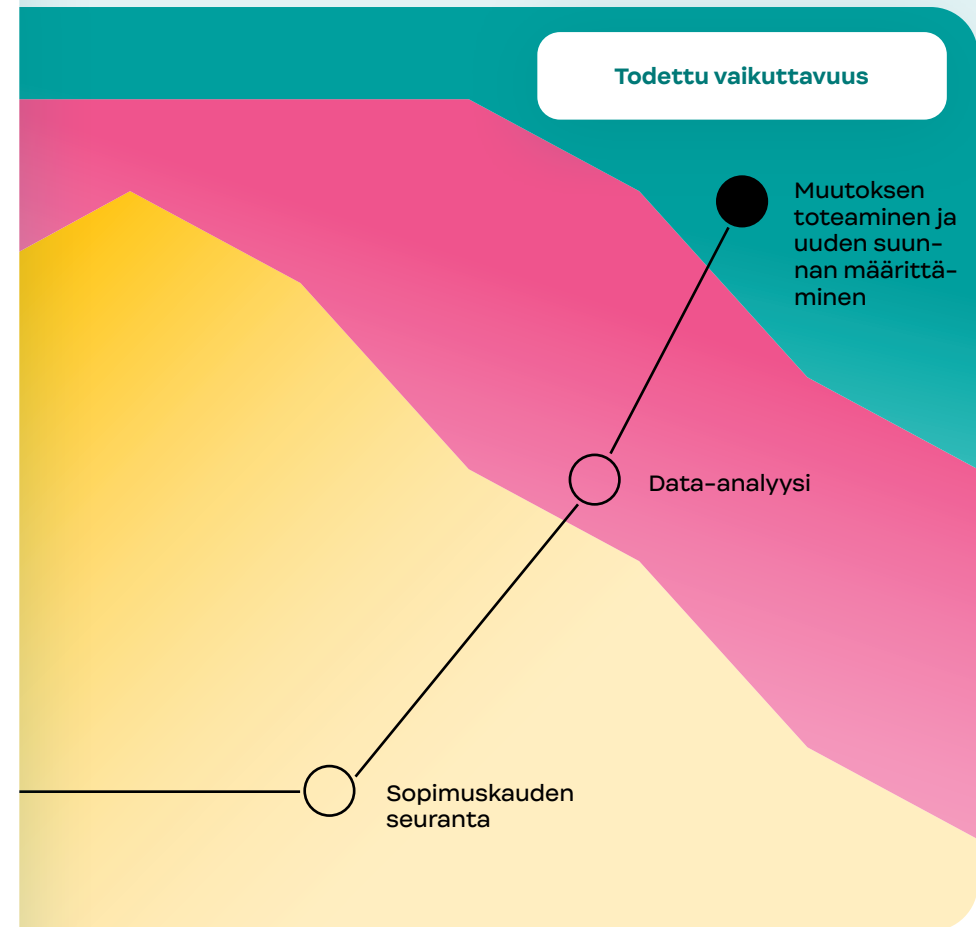 Todettu vaikuttavuus
Muutoksen
toteaminen ja
uuden suun-
nan määrittä-
minen
Data-analyysi
Sopimuskauden
seuranta